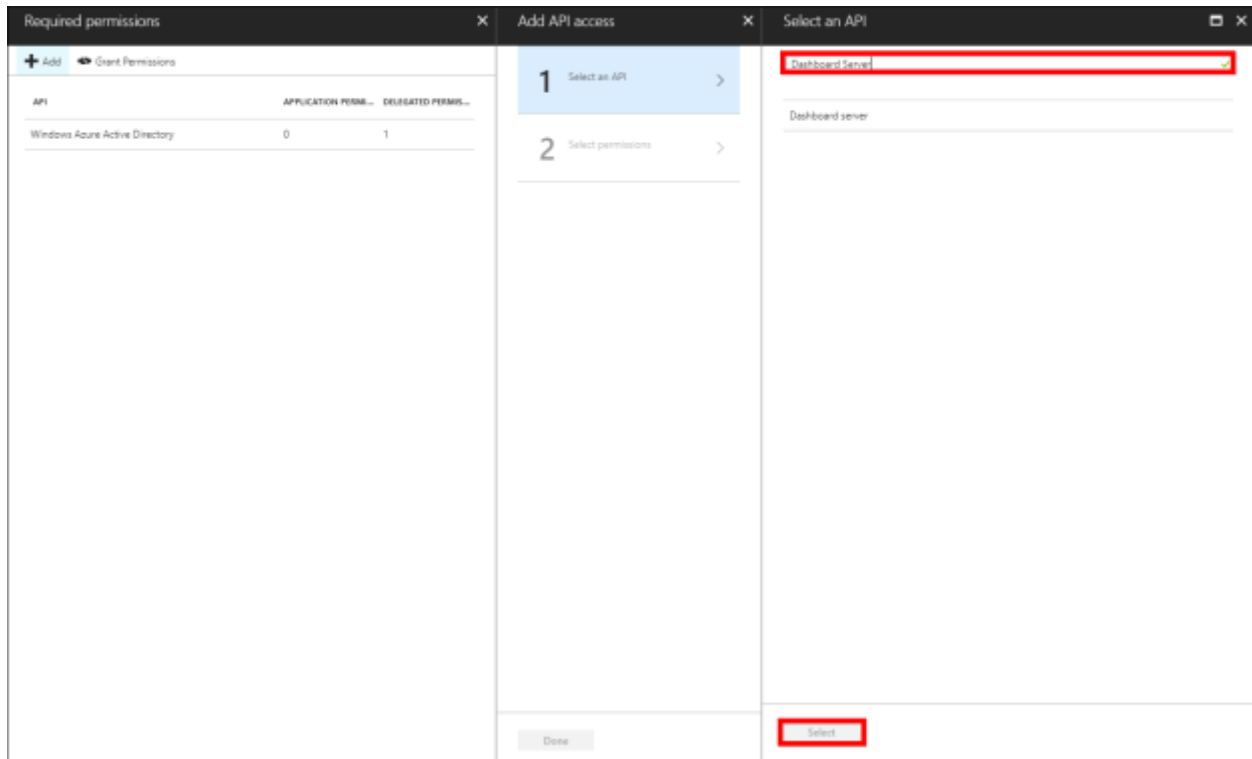 Required permissions
Add Grant Permissions
API APPLICATION PERMI... DELEGATED PERMIS...
Windows Azure Active Directory 0 1
Add API access
1 Select an API
2 Select permissions
Done
Select an API
Dashboard Server
Dashboard server
Select